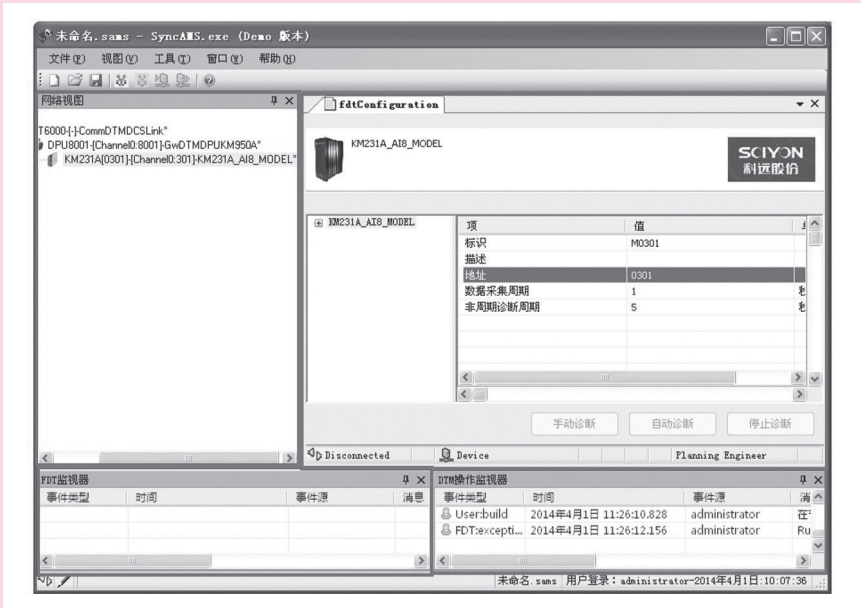 未命名.sams - SyncAMS.exe (Demo 版本)
文件(F) 视图(V) 工具(T) 窗口(W) 帮助(H)
网络视图
T6000-[-]-CommDTMDCSLink*
DPU8001-[Channel0:8001]-GwDTMDPUKM950A*
KM231A[0301]-[Channel0:301]-KM231A_AI8_MODEL*
fdtConfiguration
KM231A_AI8_MODEL
SCIYON
科远股份
KM231A_AI8_MODEL
项 值
标识 M0301
描述
地址 0301
数据采集周期 1
非周期诊断周期 5
手动诊断 自动诊断 停止诊断
Disconnected Device Planning Engineer
FDT监视器
事件类型 时间 事件源 消息
DTM操作监视器
事件类型 时间 事件源 消
User:build 2014年4月1日 11:26:10.828 administrator 在
FDT:excepti... 2014年4月1日 11:26:12.156 administrator Ru
未命名.sams 用户登录：administrator-2014年4月1日:10:07:36